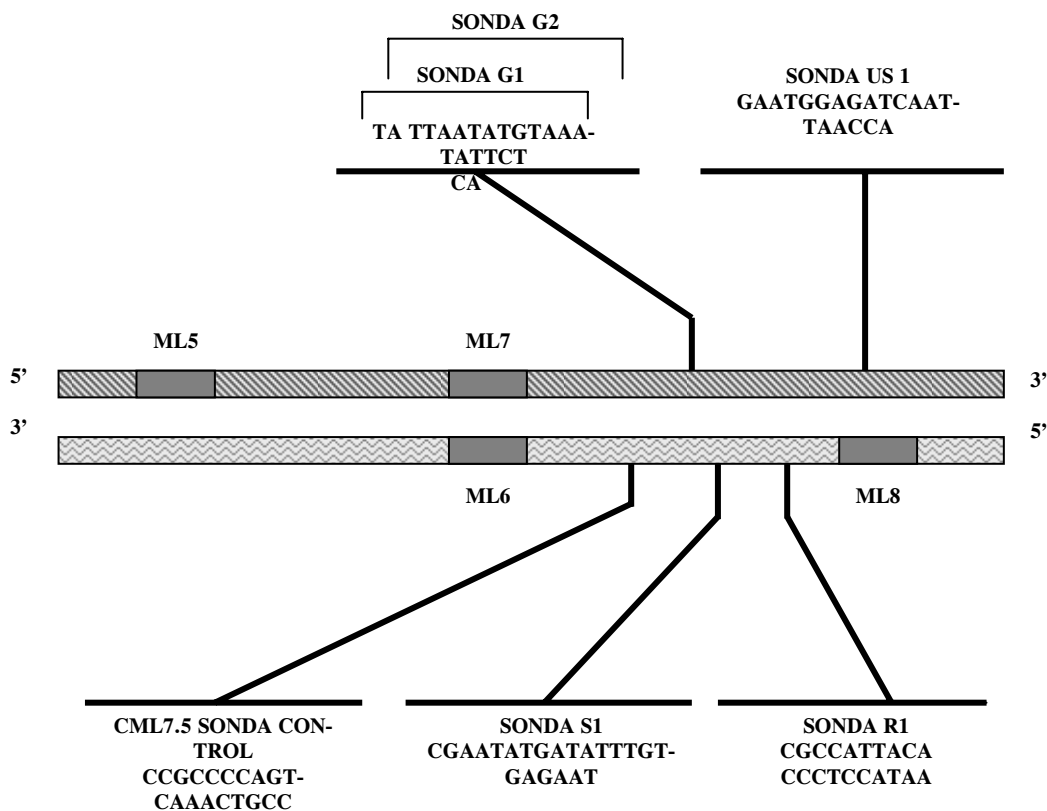 SONDA G2
SONDA G1
TA TTAATATGTAAA-
TATTCT
CA
SONDA US 1
GAATGGAGATCAAT-
TAACCA
ML5
ML7
5’
3’
3’
5’
ML6
ML8
CML7.5 SONDA CON-
TROL
CCGCCCCAGT-
CAAACTGCC
SONDA S1
CGAATATGATATTTGT-
GAGAAT
SONDA R1
CGCCATTACA
CCCTCCATAA